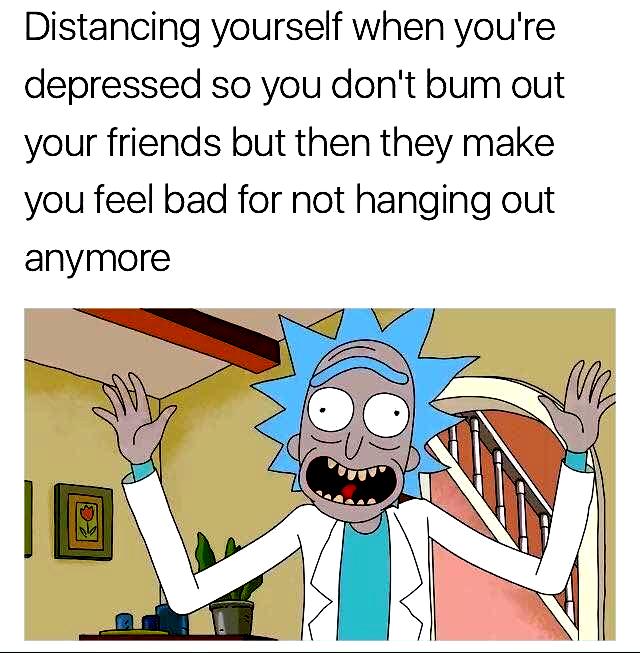 Distancing yourself when you're
depressed so you don't bum out
your friends but then they make
you feel bad for not hanging out
anymore